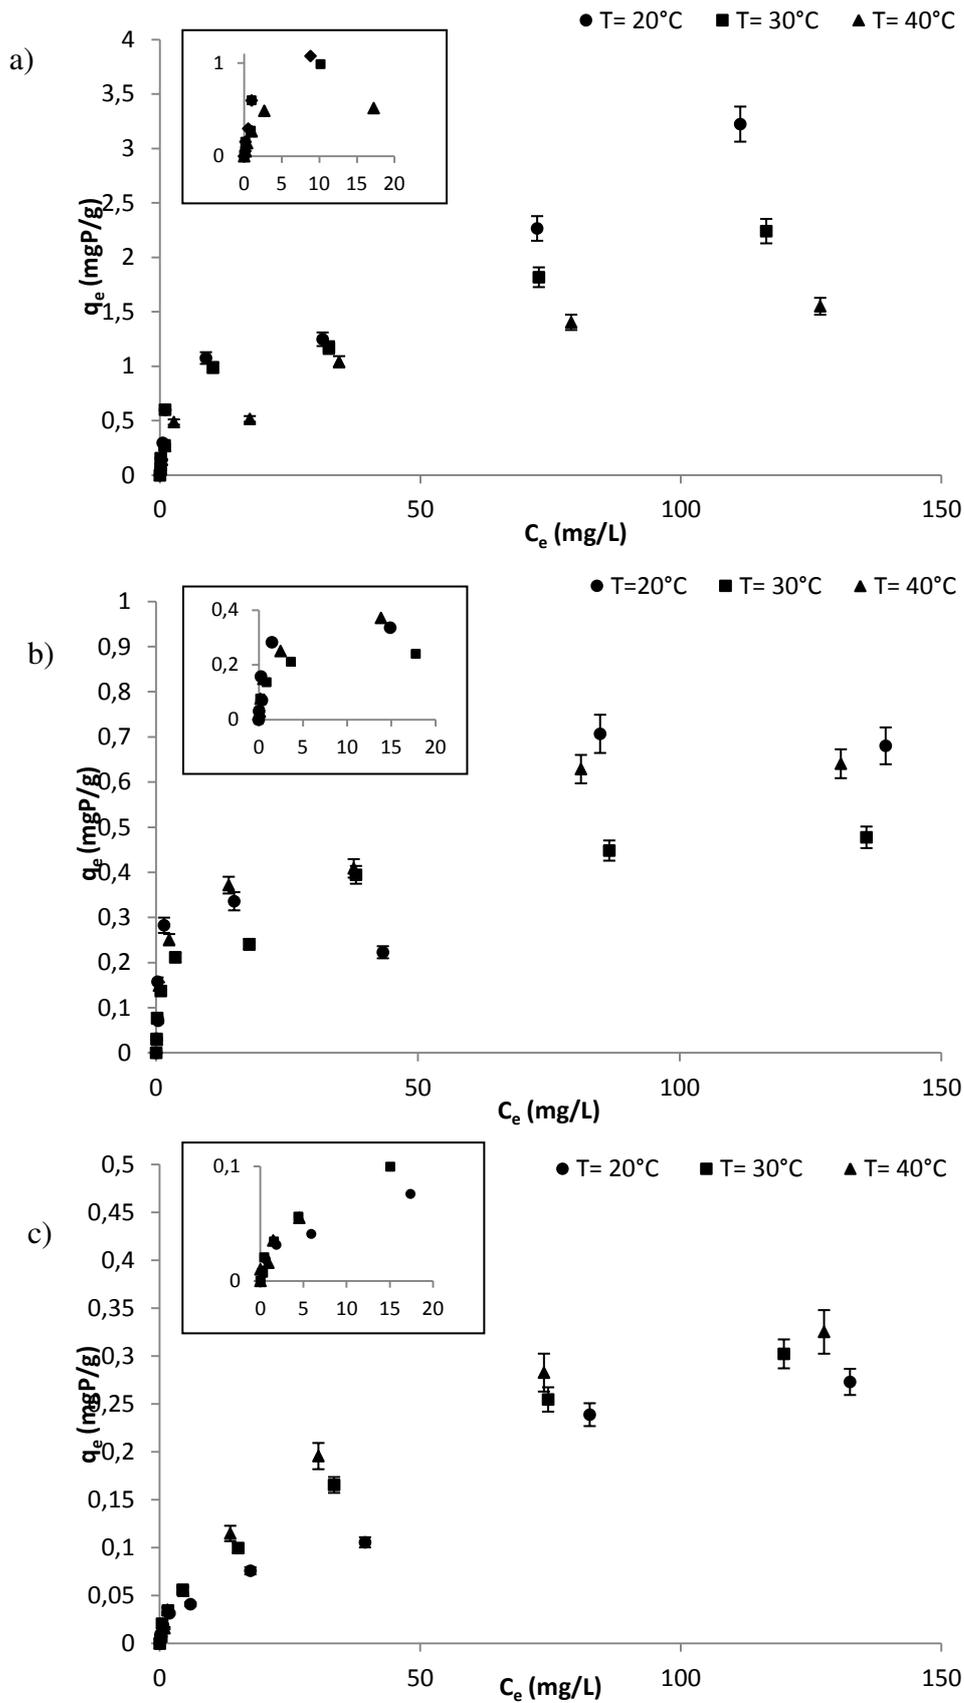 T= 20°C T= 30°C T= 40°C
a)
4
3,5
3
2,5
2
1,5
1
0,5
0
qe (mgP/g)
1
0
0 5 10 15 20
0 50 100 150
Ce (mg/L)
T=20°C T= 30°C T= 40°C
b)
1
0,9
0,8
0,7
0,6
0,5
0,4
0,3
0,2
0,1
0
qe (mgP/g)
0,4
0,2
0
0 5 10 15 20
0 50 100 150
Ce (mg/L)
T= 20°C T= 30°C T= 40°C
c)
0,5
0,45
0,4
0,35
0,3
0,25
0,2
0,15
0,1
0,05
0
qe (mgP/g)
0,1
0
0 5 10 15 20
0 50 100 150
Ce (mg/L)